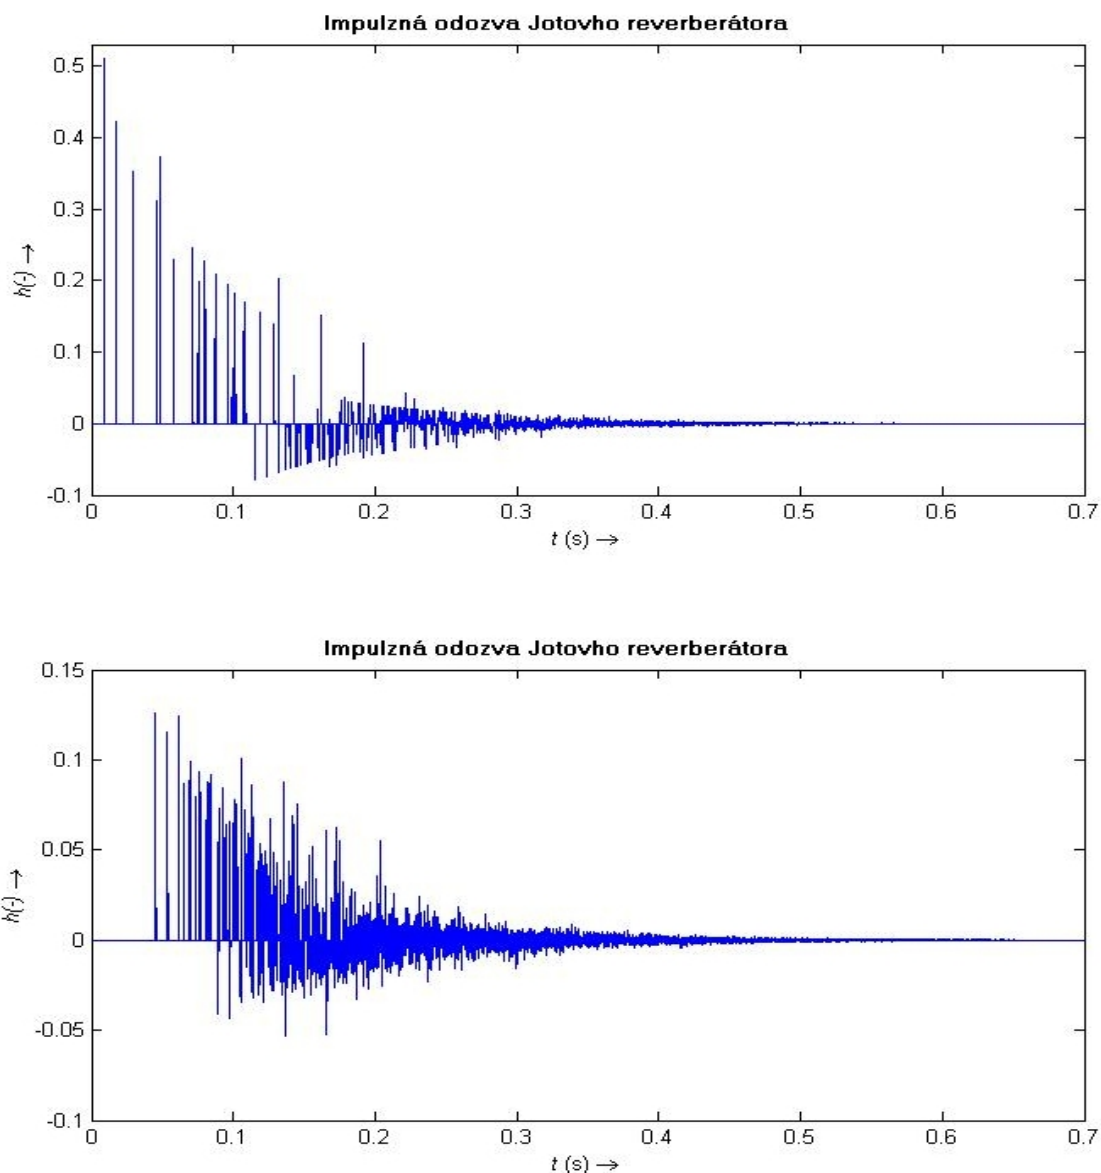 Impulzná odozva Jotovho reverberátora
0.5
0.4
0.3
0.2
0.1
0
-0.1
h(-) →
0 0.1 0.2 0.3 0.4 0.5 0.6 0.7
t (s) →
Impulzná odozva Jotovho reverberátora
0.15
0.1
0.05
0
-0.05
-0.1
h(-) →
0 0.1 0.2 0.3 0.4 0.5 0.6 0.7
t (s) →